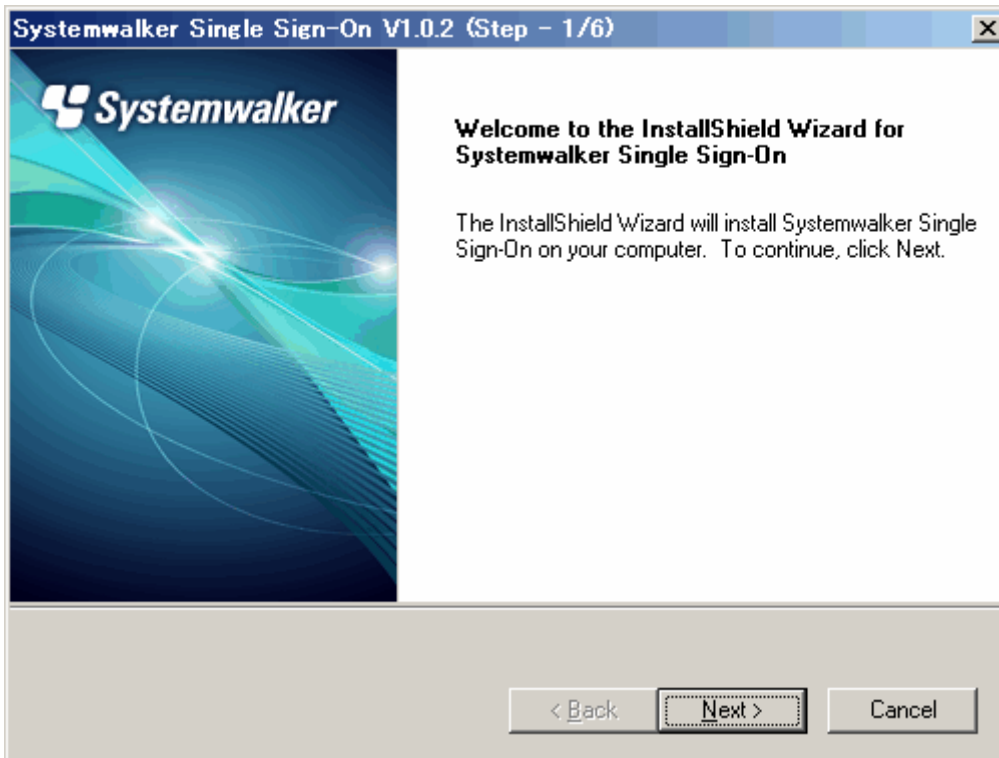 Systemwalker Single Sign-On V1.0.2 (Step - 1/6)
Systemwalker
Welcome to the InstallShield Wizard for
Systemwalker Single Sign-On
The InstallShield Wizard will install Systemwalker Single
Sign-On on your computer.  To continue, click Next.
< Back
Next >
Cancel